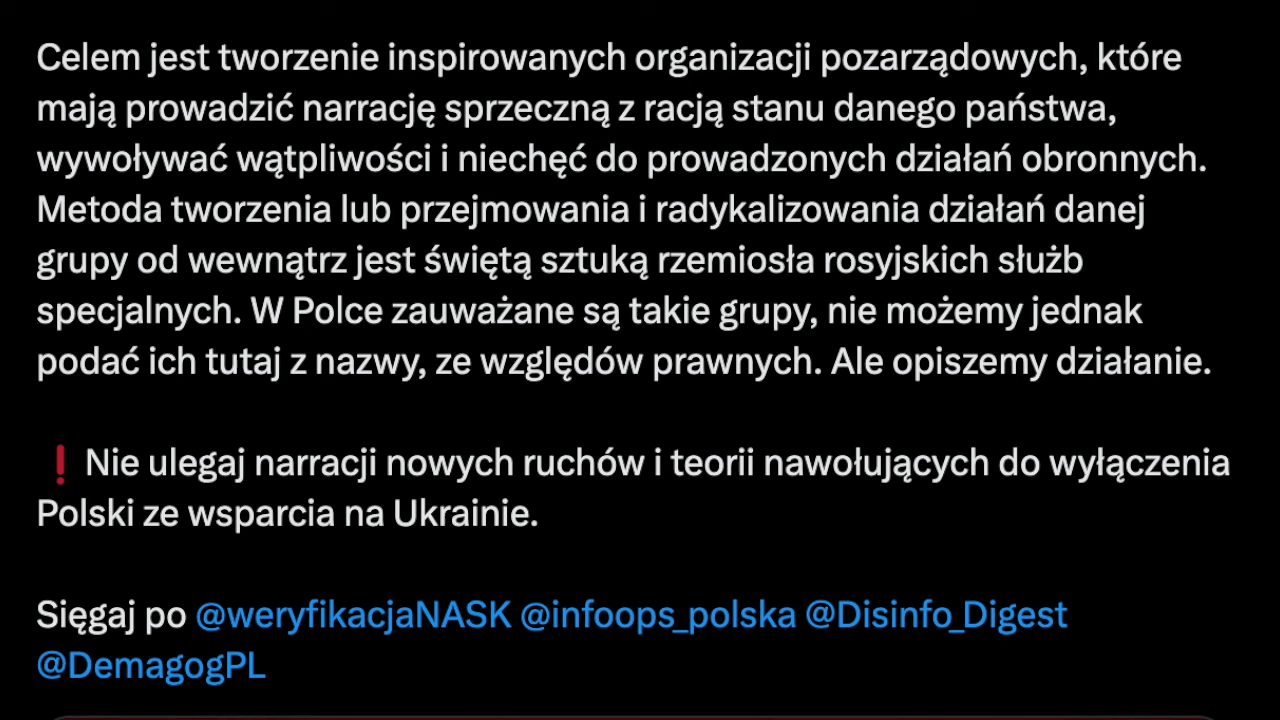 Celem jest tworzenie inspirowanych organizacji pozarządowych, które
mają prowadzić narrację sprzeczną z racją stanu danego państwa,
wywoływać wątpliwości i niechęć do prowadzonych działań obronnych.
Metoda tworzenia lub przejmowania i radykalizowania działań danej
grupy od wewnątrz jest świętą sztuką rzemiosła rosyjskich służb
specjalnych. W Polce zauważane są takie grupy, nie możemy jednak
podać ich tutaj z nazwy, ze względów prawnych. Ale opiszemy działanie.
❗Nie ulegaj narracji nowych ruchów i teorii nawołujących do wyłączenia
Polski ze wsparcia na Ukrainie.
Sięgaj po @weryfikacjaNASK @infoops_polska @Disinfo_Digest
@DemagogPL